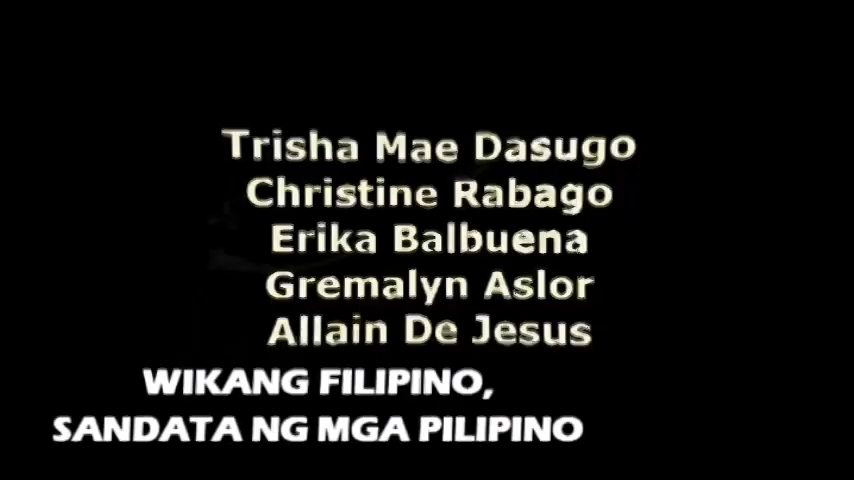 Trisha Mae Dasugo
Christine Rabago
Erika Balbuena
Gremalyn Aslor
Allain De Jesus
WIKANG FILIPINO,
SANDATA NG MGA PILIPINO